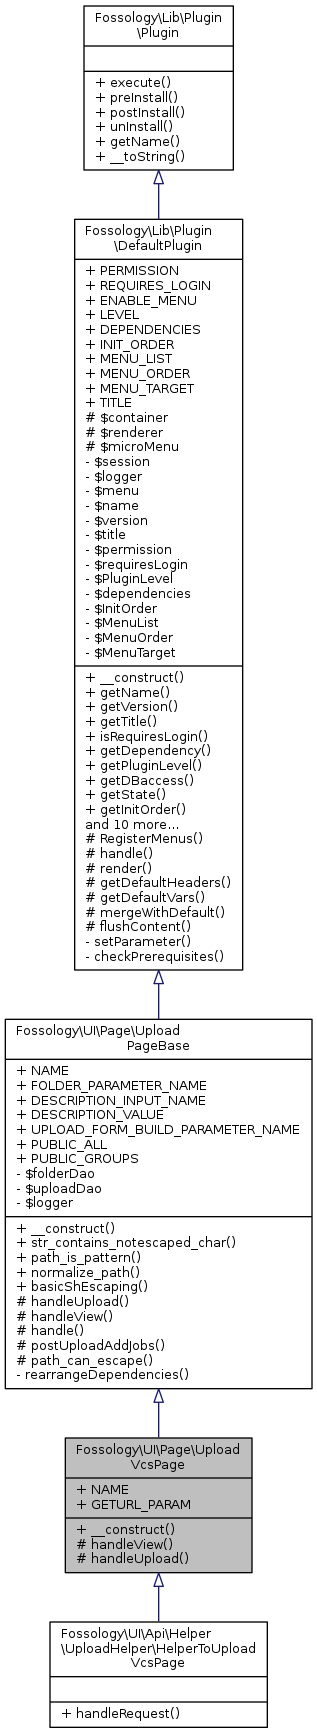 Fossology\Lib\Plugin
\Plugin
+ execute()
+ preInstall()
+ postInstall()
+ unInstall()
+ getName()
+ __toString()
Fossology\Lib\Plugin
\DefaultPlugin
+ PERMISSION
+ REQUIRES_LOGIN
+ ENABLE_MENU
+ LEVEL
+ DEPENDENCIES
+ INIT_ORDER
+ MENU_LIST
+ MENU_ORDER
+ MENU_TARGET
+ TITLE
# $container
# $renderer
# $microMenu
- $session
- $logger
- $menu
- $name
- $version
- $title
- $permission
- $requiresLogin
- $PluginLevel
- $dependencies
- $InitOrder
- $MenuList
- $MenuOrder
- $MenuTarget
+ __construct()
+ getName()
+ getVersion()
+ getTitle()
+ isRequiresLogin()
+ getDependency()
+ getPluginLevel()
+ getDBaccess()
+ getState()
+ getInitOrder()
and 10 more...
# RegisterMenus()
# handle()
# render()
# getDefaultHeaders()
# getDefaultVars()
# mergeWithDefault()
# flushContent()
- setParameter()
- checkPrerequisites()
Fossology\UI\Page\Upload
PageBase
+ NAME
+ FOLDER_PARAMETER_NAME
+ DESCRIPTION_INPUT_NAME
+ DESCRIPTION_VALUE
+ UPLOAD_FORM_BUILD_PARAMETER_NAME
+ PUBLIC_ALL
+ PUBLIC_GROUPS
- $folderDao
- $uploadDao
- $logger
+ __construct()
+ str_contains_notescaped_char()
+ path_is_pattern()
+ normalize_path()
+ basicShEscaping()
# handleUpload()
# handleView()
# handle()
# postUploadAddJobs()
# path_can_escape()
- rearrangeDependencies()
Fossology\UI\Page\Upload
VcsPage
+ NAME
+ GETURL_PARAM
+ __construct()
# handleView()
# handleUpload()
Fossology\UI\Api\Helper
\UploadHelper\HelperToUpload
VcsPage
+ handleRequest()